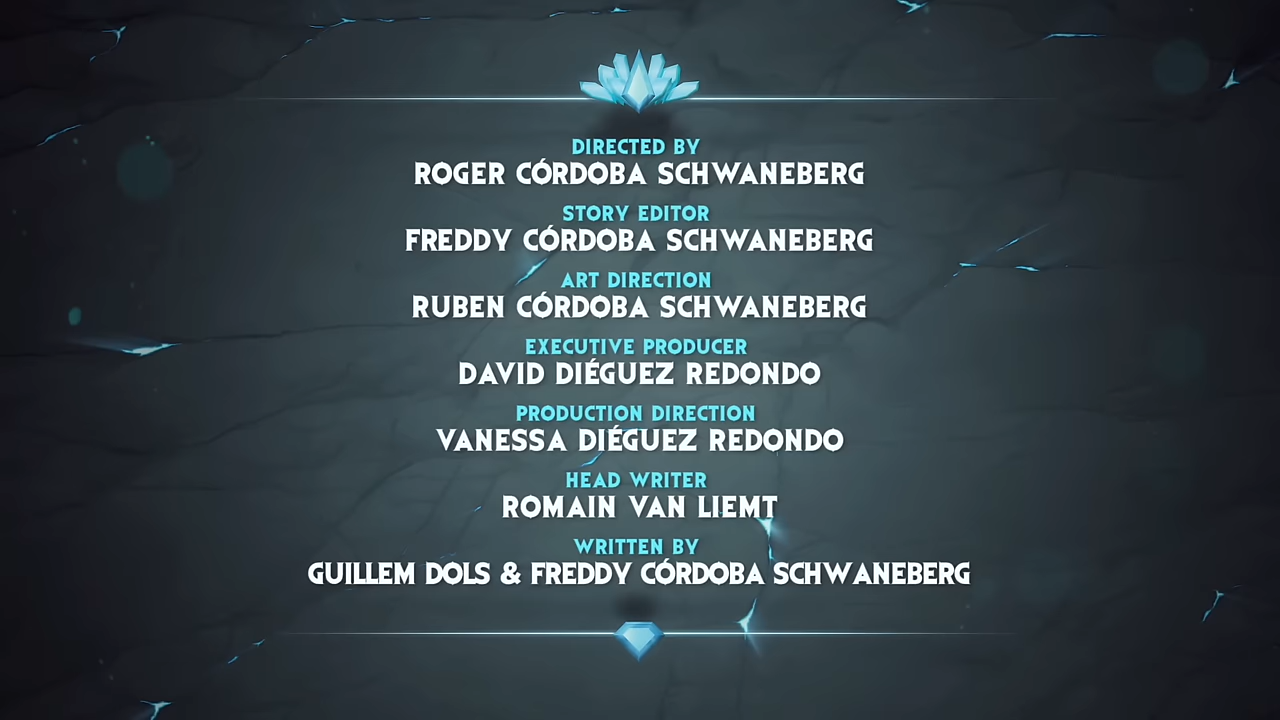 DIRECTED BY
ROGER CÓRDOBA SCHWANEBERG
STORY EDITOR
FREDDY CÓRDOBA SCHWANEBERG
ART DIRECTION
RUBEN CÓRDOBA SCHWANEBERG
EXECUTIVE PRODUCER
DAVID DIÉGUEZ REDONDO
PRODUCTION DIRECTION
VANESSA DIÉGUEZ REDONDO
HEAD WRITER
ROMAIN VAN LIEMT
WRITTEN BY
GUILLEM DOLS & FREDDY CÓRDOBA SCHWANEBERG